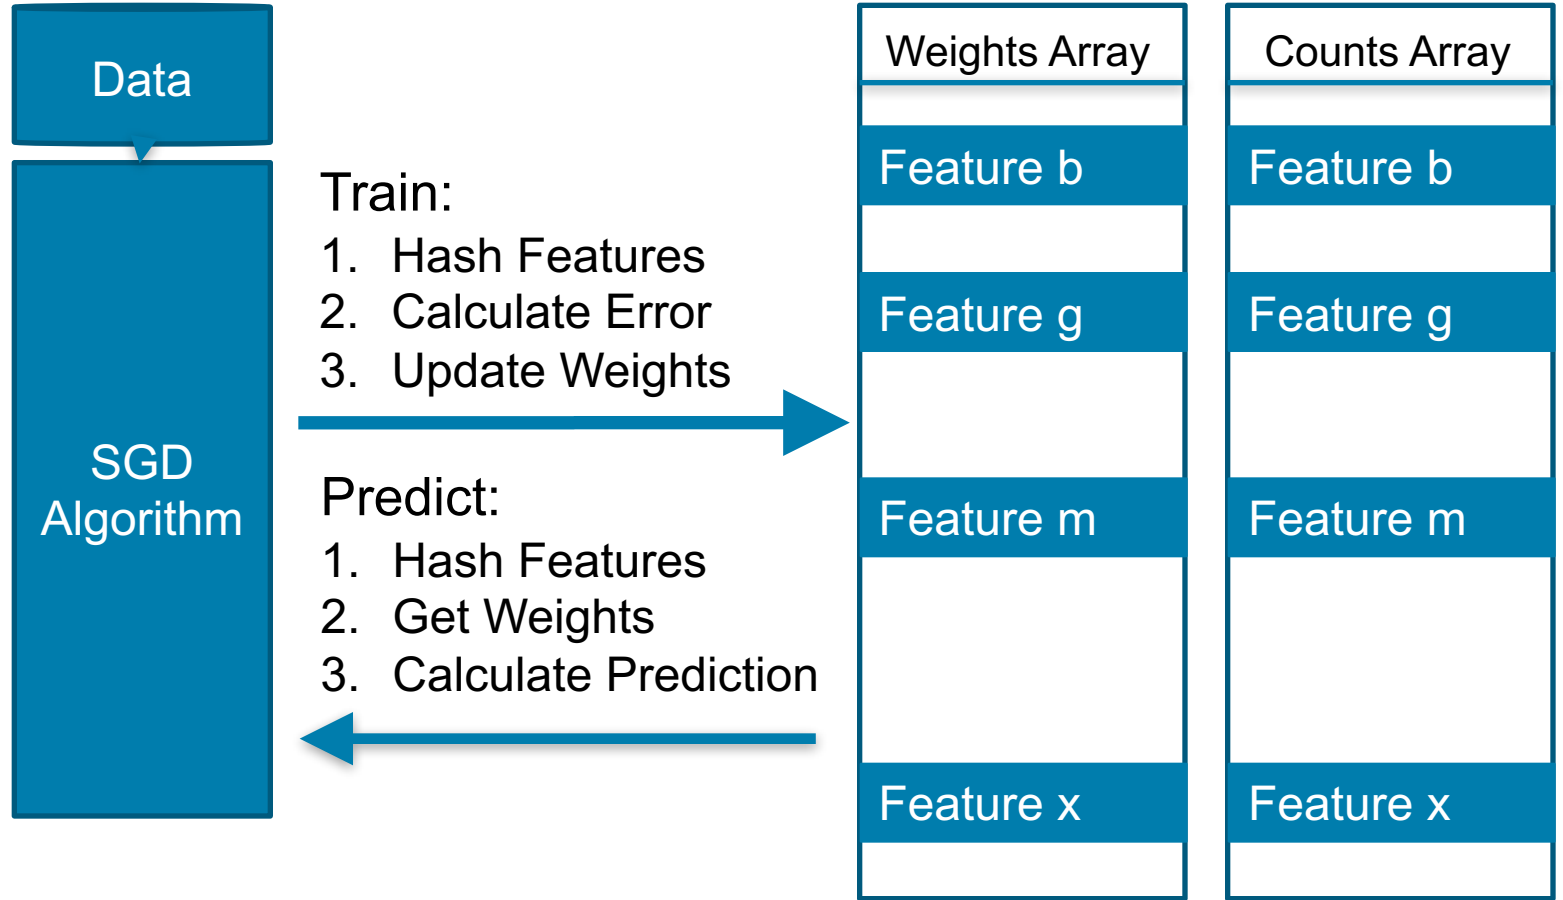 Data
SGD
Algorithm
Train:
1. Hash Features
2. Calculate Error
3. Update Weights
Predict:
1. Hash Features
2. Get Weights
3. Calculate Prediction
Weights Array
Feature b
Feature g
Feature m
Feature x
Counts Array
Feature b
Feature g
Feature m
Feature x